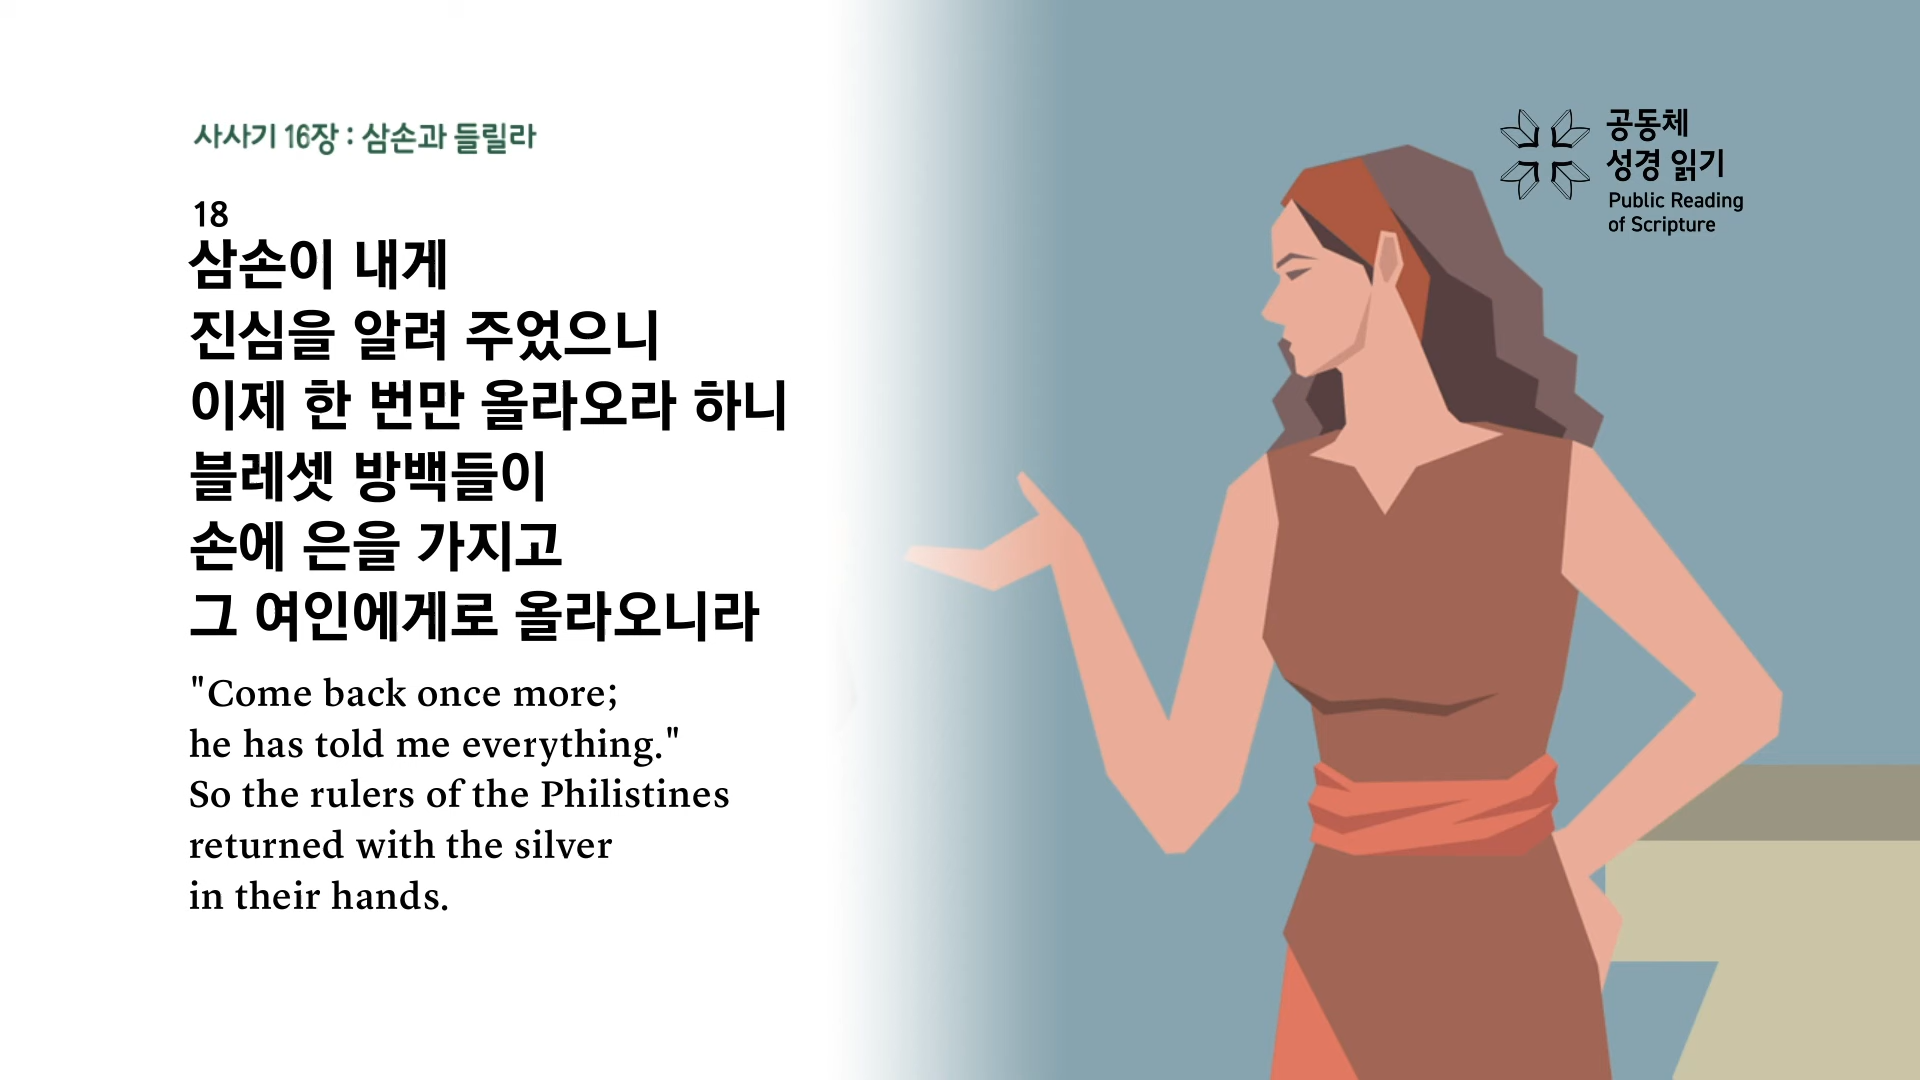 사사기 16장 : 삼손과 들릴라
18
삼손이 내게
진심을 알려 주었으니
이제 한 번만 올라오라 하니
블레셋 방백들이
손에 은을 가지고
그 여인에게로 올라오니라
"Come back once more;
he has told me everything."
So the rulers of the Philistines
returned with the silver
in their hands.
공동체
성경 읽기
Public Reading
of Scripture